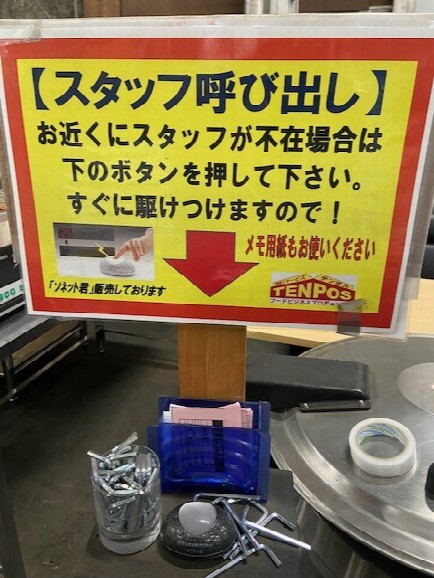 【スタッフ呼び出し】
お近くにスタッフが不在場合は
下のボタンを押して下さい。
すぐに駆けつけますので！
メモ用紙もお使いください
「ソネット君」販売しております
TENPOS